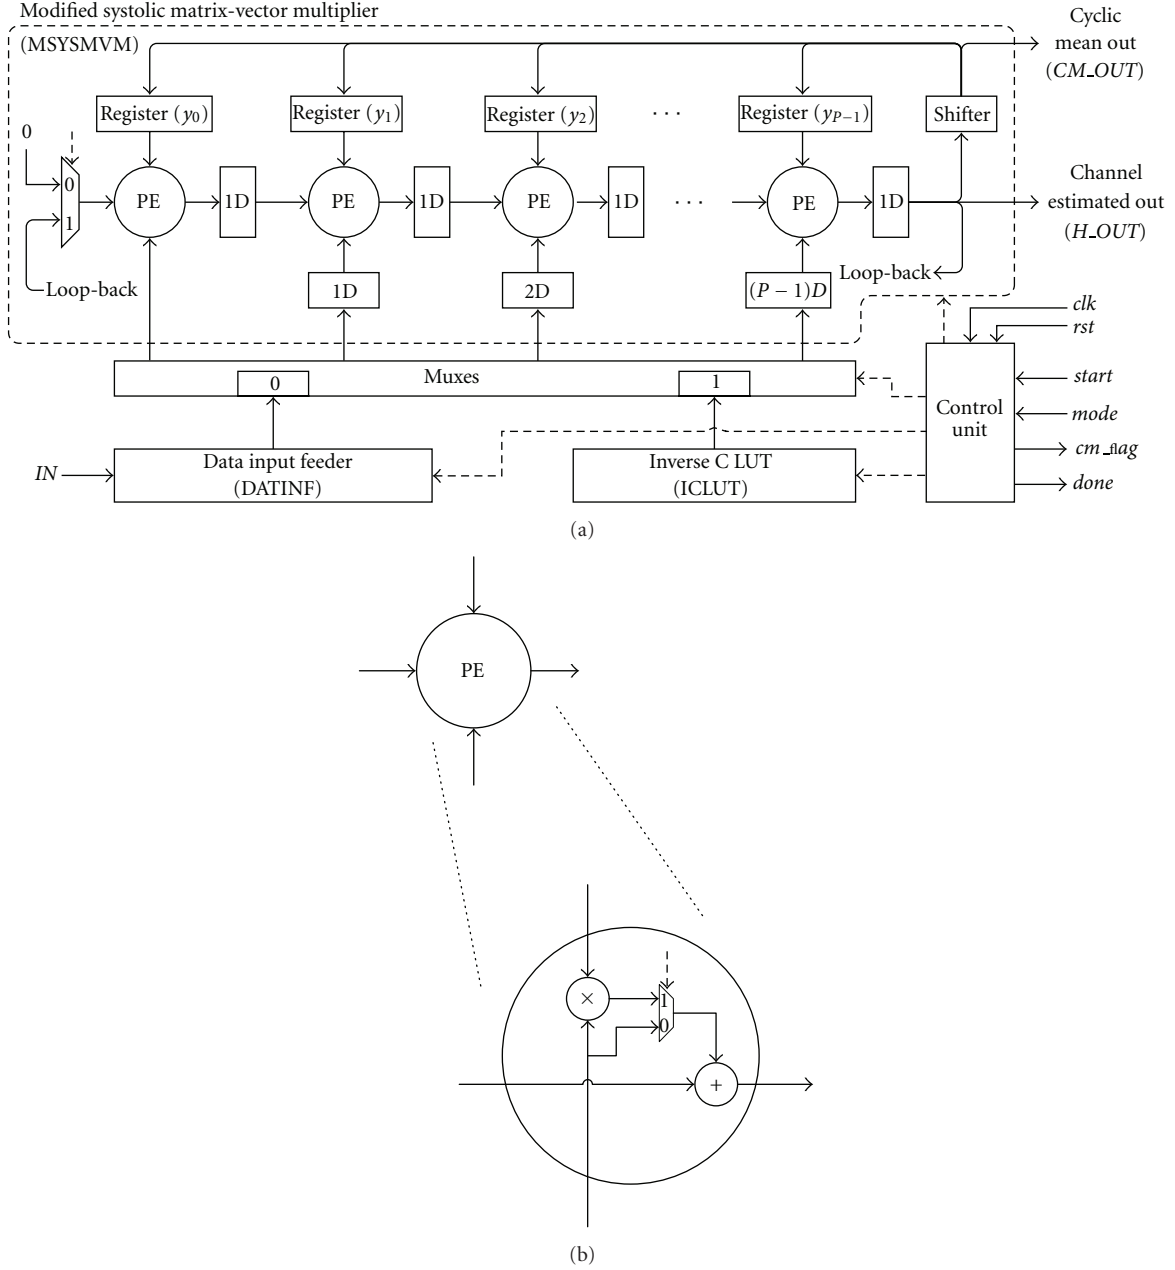 Modified systolic matrix-vector multiplier
(MSYSMVM)
Cyclic
mean out
(CM_OUT)
Register (y0) Register (y1) Register (y2) · · · Register (yP−1) Shifter
0
0
1
PE 1D PE 1D PE 1D · · · PE 1D
Channel
estimated out
(H_OUT)
Loop-back
1D 2D (P − 1)D
Loop-back
clk
rst
Muxes
0 1
start
mode
cm_flag
done
Control
unit
IN
Data input feeder
(DATINF)
Inverse C LUT
(ICLUT)
(a)
PE
×
1
0
+
(b)